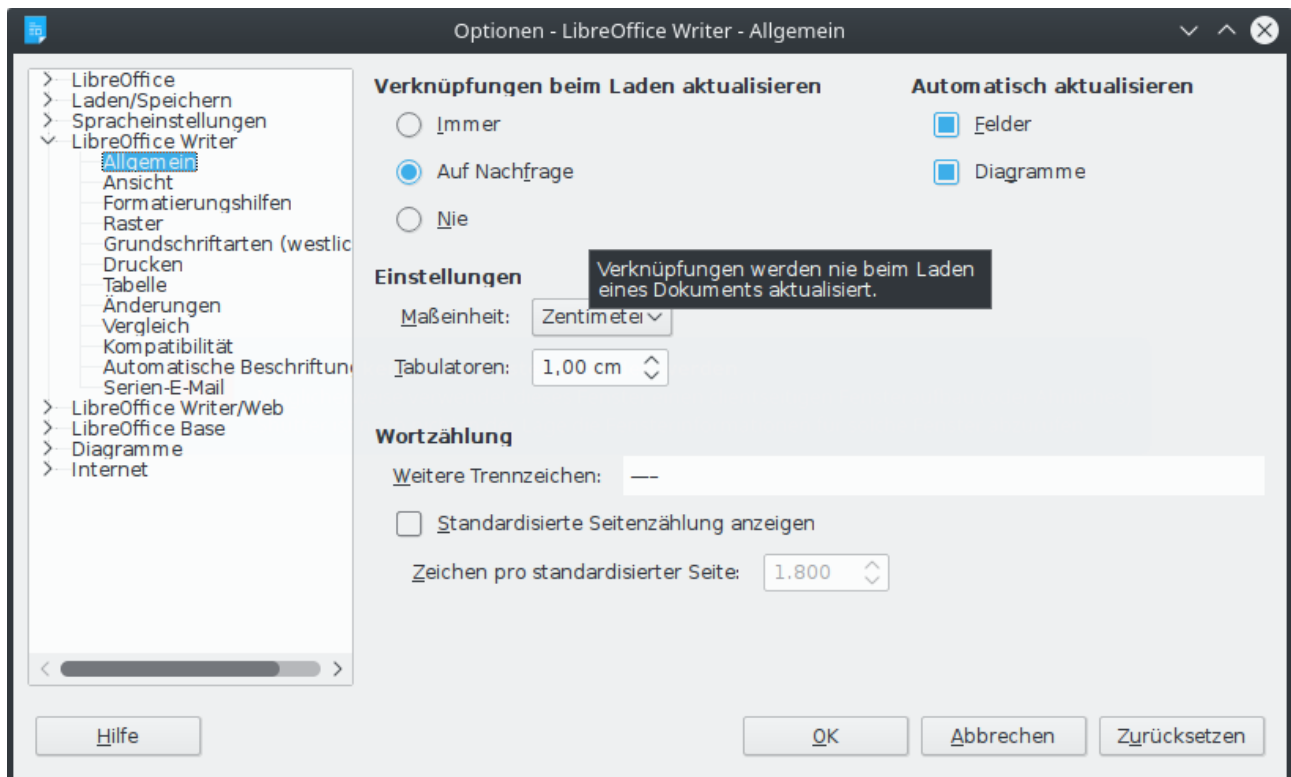 Optionen - LibreOffice Writer - Allgemein
LibreOffice
Laden/Speichern
Spracheinstellungen
LibreOffice Writer
Allgemein
Ansicht
Formatierungshilfen
Raster
Grundschriftarten (westlic
Drucken
Tabelle
Änderungen
Vergleich
Kompatibilität
Automatische Beschriftun
Serien-E-Mail
LibreOffice Writer/Web
LibreOffice Base
Diagramme
Internet
Verknüpfungen beim Laden aktualisieren
Immer
Auf Nachfrage
Nie
Automatisch aktualisieren
Felder
Diagramme
Verknüpfungen werden nie beim Laden
eines Dokuments aktualisiert.
Einstellungen
Maßeinheit: Zentimeter
Tabulatoren: 1,00 cm
Wortzählung
Weitere Trennzeichen: —–
Standardisierte Seitenzählung anzeigen
Zeichen pro standardisierter Seite: 1.800
Hilfe OK Abbrechen Zurücksetzen